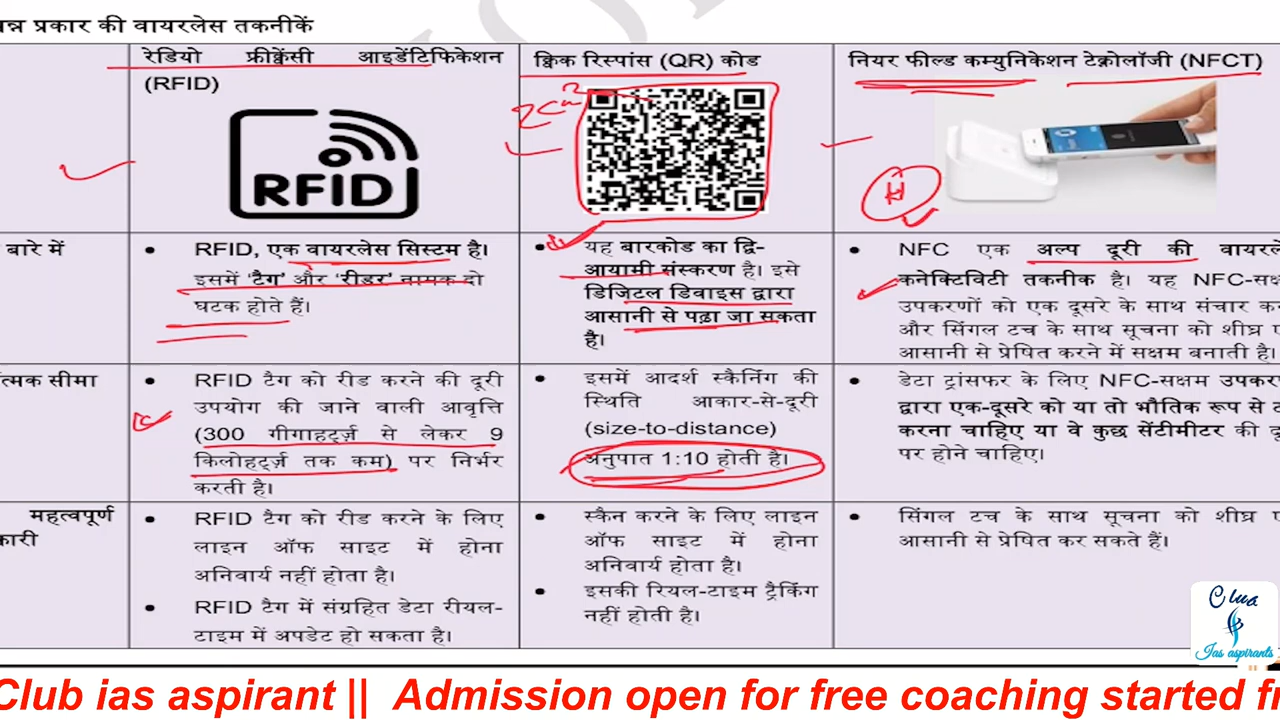 न्न प्रकार की वायरलेस तकनीकें
रेडियो फ्रीक्वेंसी आइडेंटिफिकेशन
(RFID)
RFID
क्विक रिस्पांस (QR) कोड
2cm²
नियर फील्ड कम्युनिकेशन टेक्नोलॉजी (NFCT)
बारे में
• RFID, एक वायरलेस सिस्टम है।
इसमें 'टैग' और 'रीडर' नामक दो
घटक होते हैं।
• यह बारकोड का द्वि-
आयामी संस्करण है। इसे
डिजिटल डिवाइस द्वारा
आसानी से पढ़ा जा सकता
है।
• NFC एक अल्प दूरी की वायरले
कनेक्टिविटी तकनीक है। यह NFC-सक्ष
उपकरणों को एक दूसरे के साथ संचार कर
और सिंगल टच के साथ सूचना को शीघ्र ए
आसानी से प्रेषित करने में सक्षम बनाती है।
त्मक सीमा
• RFID टैग को रीड करने की दूरी
उपयोग की जाने वाली आवृत्ति
(300 गीगाहर्ट्ज़ से लेकर 9
किलोहर्ट्ज़ तक कम) पर निर्भर
करती है।
• इसमें आदर्श स्कैनिंग की
स्थिति आकार-से-दूरी
(size-to-distance)
अनुपात 1:10 होती है।
• डेटा ट्रांसफर के लिए NFC-सक्षम उपकर
द्वारा एक-दूसरे को या तो भौतिक रूप से ट
करना चाहिए या वे कुछ सेंटीमीटर की दू
पर होने चाहिए।
महत्वपूर्ण
कारी
• RFID टैग को रीड करने के लिए
लाइन ऑफ साइट में होना
अनिवार्य नहीं होता है।
• RFID टैग में संग्रहित डेटा रीयल-
टाइम में अपडेट हो सकता है।
• स्कैन करने के लिए लाइन
ऑफ साइट में होना
अनिवार्य होता है।
• इसकी रियल-टाइम ट्रैकिंग
नहीं होती है।
• सिंगल टच के साथ सूचना को शीघ्र ए
आसानी से प्रेषित कर सकते हैं।
Club
Ias aspirants
Club ias aspirant || Admission open for free coaching started fi